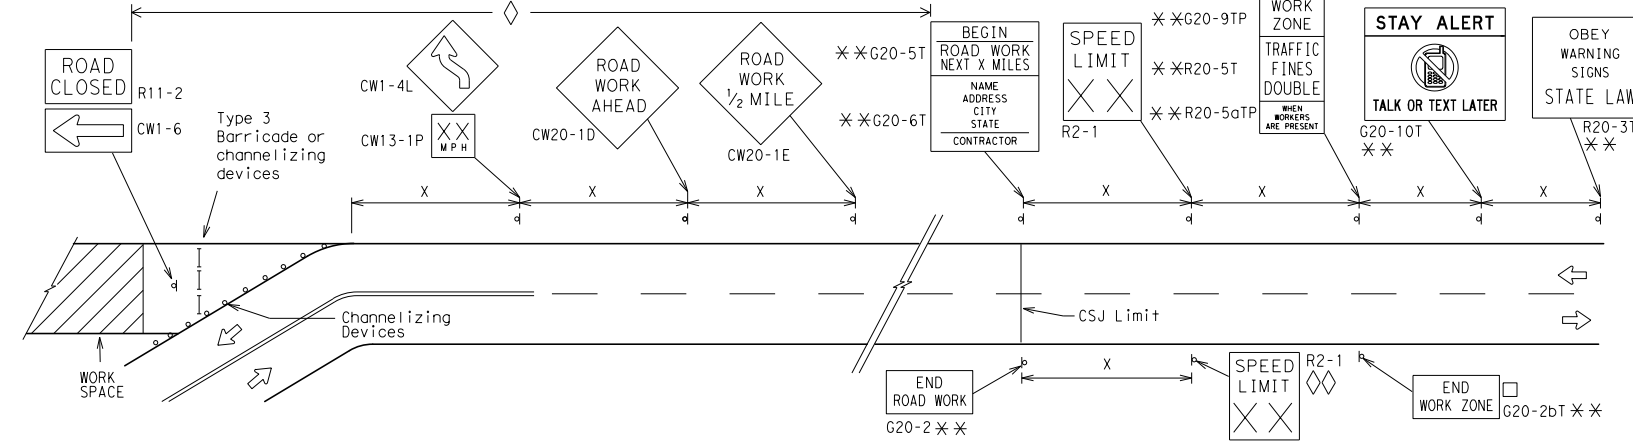 ROAD
CLOSED
R11-2
CW1-6
Type 3
Barricade or
channelizing
devices
CW1-4L
XX
MPH
CW13-1P
ROAD
WORK
AHEAD
CW20-1D
ROAD
WORK
1/2 MILE
CW20-1E
**G20-5T
**G20-6T
BEGIN
ROAD WORK
NEXT X MILES
NAME
ADDRESS
CITY
STATE
CONTRACTOR
SPEED
LIMIT
XX
R2-1
**G20-9TP
**R20-5T
**R20-5aTP
WORK
ZONE
TRAFFIC
FINES
DOUBLE
WHEN
WORKERS
ARE PRESENT
STAY ALERT
TALK OR TEXT LATER
G20-10T
**
OBEY
WARNING
SIGNS
STATE LAW
R20-3T
**
X
X
X
X
X
X
X
Channelizing
Devices
CSJ Limit
WORK
SPACE
X
END
ROAD WORK
G20-2 **
SPEED
LIMIT
XX
R2-1
END
WORK ZONE
G20-2bT **